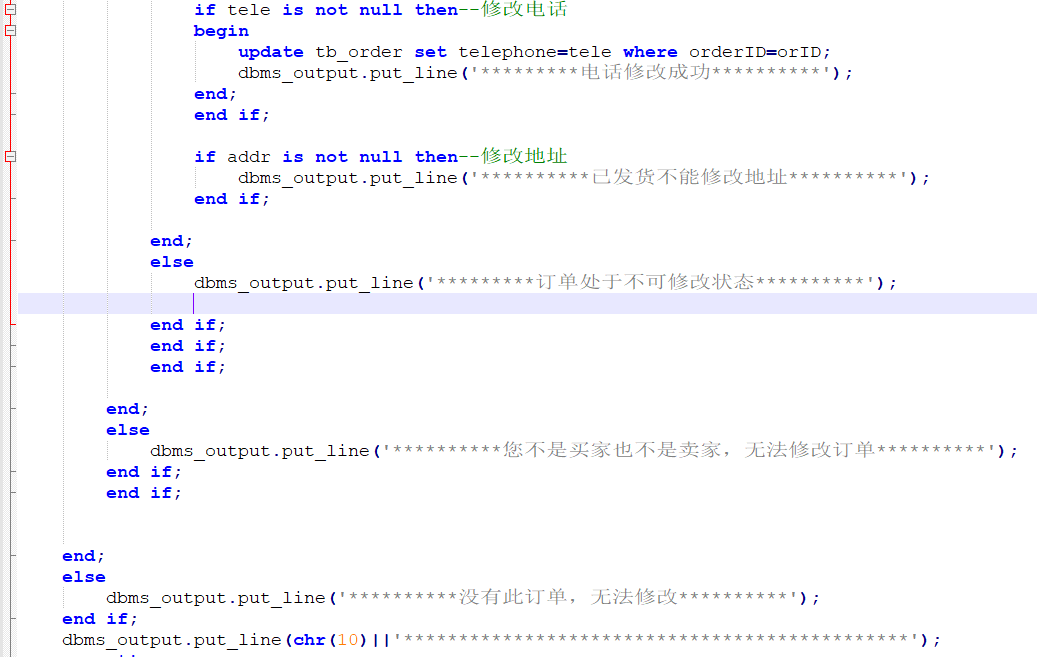 if tele is not null then--修改电话
begin
update tb_order set telephone=tele where orderID=orID;
dbms_output.put_line('*********电话修改成功**********');
end;
end if;
if addr is not null then--修改地址
dbms_output.put_line('**********已发货不能修改地址**********');
end if;
end;
else
dbms_output.put_line('*********订单处于不可修改状态**********');
end if;
end if;
end if;
end;
else
dbms_output.put_line('**********您不是买家也不是卖家，无法修改订单**********');
end if;
end if;
end;
else
dbms_output.put_line('**********没有此订单，无法修改**********');
end if;
dbms_output.put_line(chr(10)||'**********************************************');